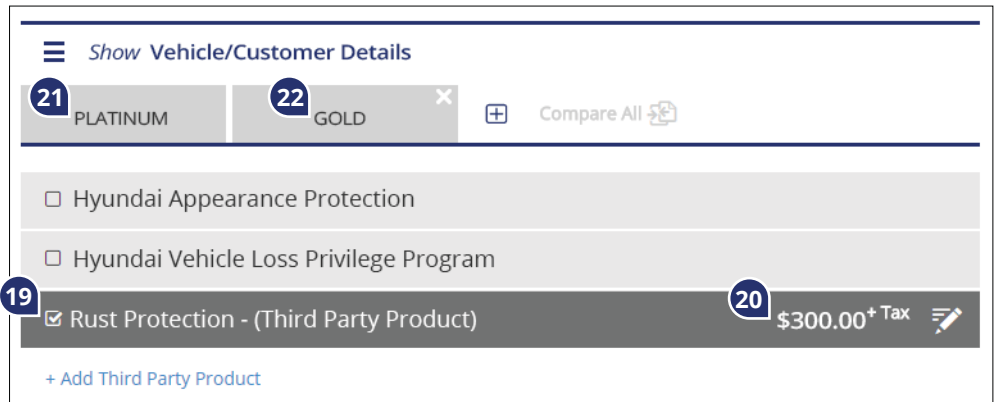 Show Vehicle/Customer Details
21 PLATINUM 22 GOLD Compare All
Hyundai Appearance Protection
Hyundai Vehicle Loss Privilege Program
19 Rust Protection - (Third Party Product) 20 $300.00+ Tax
+ Add Third Party Product